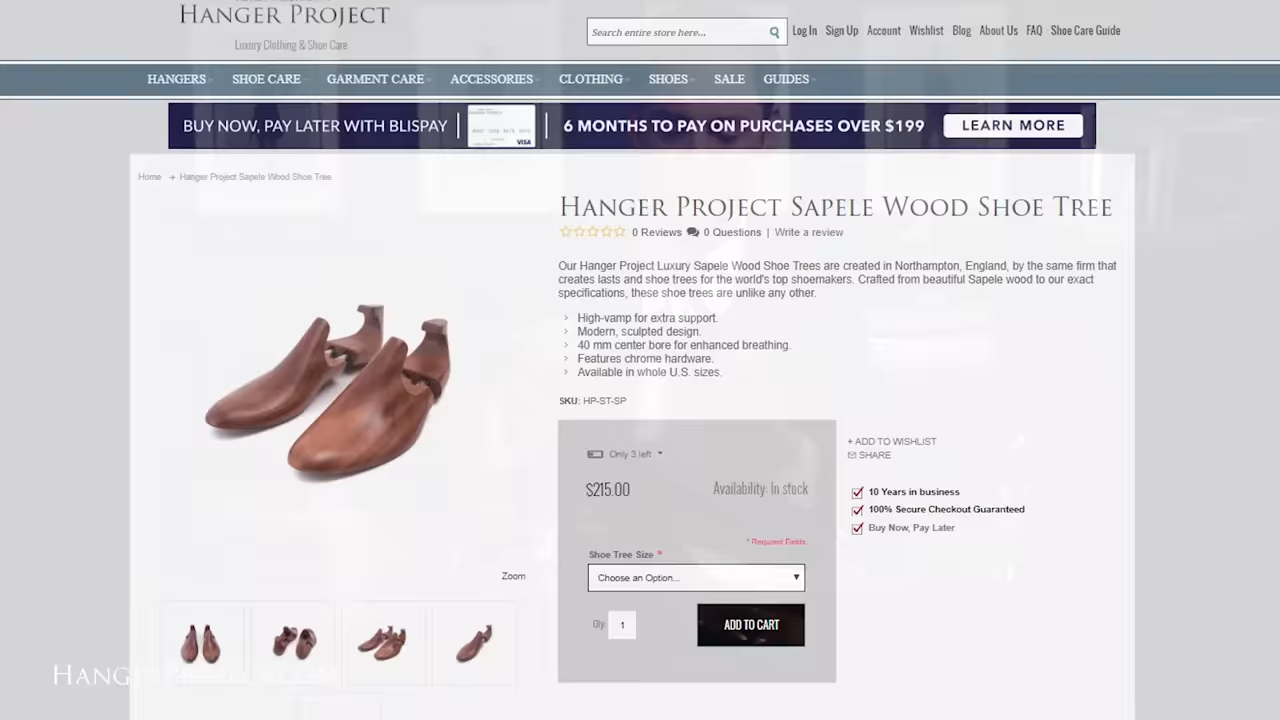 HANGER PROJECT
Luxury Clothing & Shoe Care
Search entire store here...
Log In Sign Up Account Wishlist Blog About Us FAQ Shoe Care Guide
HANGERS SHOE CARE GARMENT CARE ACCESSORIES CLOTHING SHOES SALE GUIDES
BUY NOW, PAY LATER WITH BLISPAY
VISA
6 MONTHS TO PAY ON PURCHASES OVER $199
LEARN MORE
Home → Hanger Project Sapele Wood Shoe Tree
HANGER PROJECT SAPELE WOOD SHOE TREE
0 Reviews 0 Questions | Write a review
Our Hanger Project Luxury Sapele Wood Shoe Trees are created in Northampton, England, by the same firm that
creates lasts and shoe trees for the world's top shoemakers. Crafted from beautiful Sapele wood to our exact
specifications, these shoe trees are unlike any other.
High-vamp for extra support.
Modern, sculpted design.
40 mm center bore for enhanced breathing.
Features chrome hardware.
Available in whole U.S. sizes.
SKU: HP-ST-SP
Only 3 left
$215.00
Availability: In stock
* Required Fields
Shoe Tree Size *
Choose an Option...
Qty: 1
ADD TO CART
+ ADD TO WISHLIST
SHARE
10 Years in business
100% Secure Checkout Guaranteed
Buy Now, Pay Later
Zoom
HANG